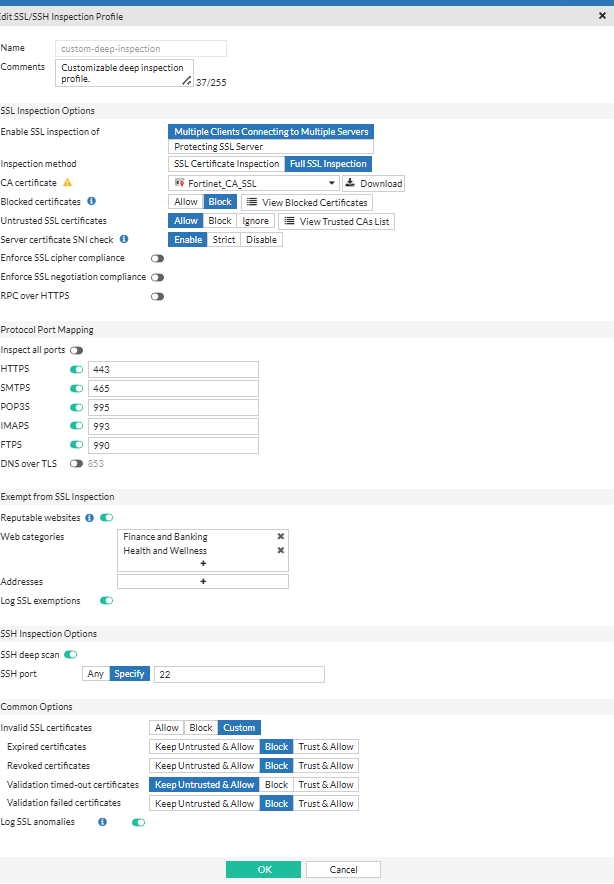 dit SSL/SSH Inspection Profile
Name custom-deep-inspection
Comments Customizable deep inspection
profile. 37/255
SSL Inspection Options
Enable SSL inspection of Multiple Clients Connecting to Multiple Servers
Protecting SSL Server
Inspection method SSL Certificate Inspection Full SSL Inspection
CA certificate Fortinet_CA_SSL Download
Blocked certificates Allow Block View Blocked Certificates
Untrusted SSL certificates Allow Block Ignore View Trusted CAs List
Server certificate SNI check Enable Strict Disable
Enforce SSL cipher compliance
Enforce SSL negotiation compliance
RPC over HTTPS
Protocol Port Mapping
Inspect all ports
HTTPS 443
SMTPS 465
POP3S 995
IMAPS 993
FTPS 990
DNS over TLS 853
Exempt from SSL Inspection
Reputable websites
Web categories Finance and Banking
Health and Wellness
+
Addresses +
Log SSL exemptions
SSH Inspection Options
SSH deep scan
SSH port Any Specify 22
Common Options
Invalid SSL certificates Allow Block Custom
Expired certificates Keep Untrusted & Allow Block Trust & Allow
Revoked certificates Keep Untrusted & Allow Block Trust & Allow
Validation timed-out certificates Keep Untrusted & Allow Block Trust & Allow
Validation failed certificates Keep Untrusted & Allow Block Trust & Allow
Log SSL anomalies
OK Cancel